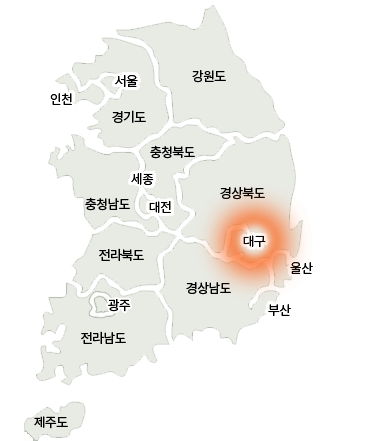 강원도
서울
인천
경기도
충청북도
세종
경상북도
충청남도
대전
대구
전라북도
울산
경상남도
광주
부산
전라남도
제주도